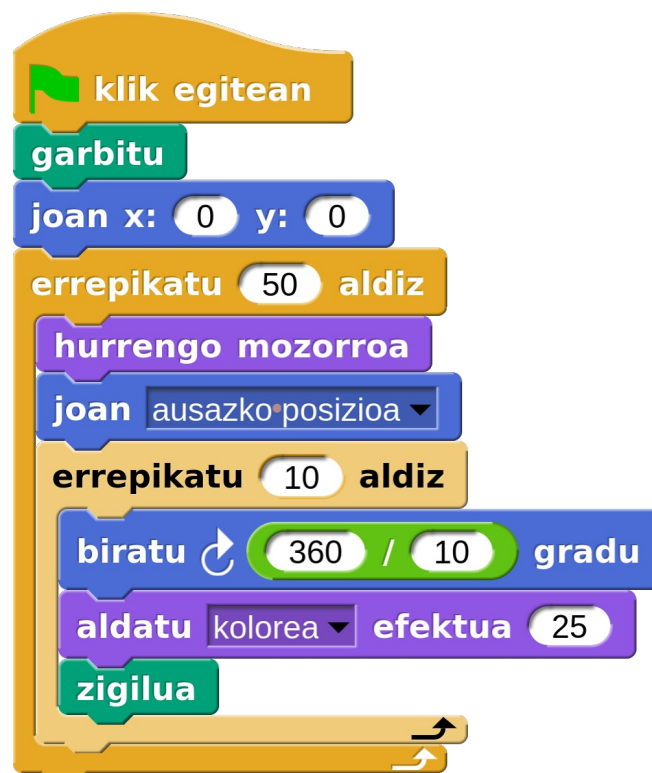 klik egitean
garbitu
joan x: 0 y: 0
errepikatu 50 aldiz
hurrengo mozorroa
joan ausazko•posizioa
errepikatu 10 aldiz
biratu 360 / 10 gradu
aldatu kolorea efektua 25
zigilua